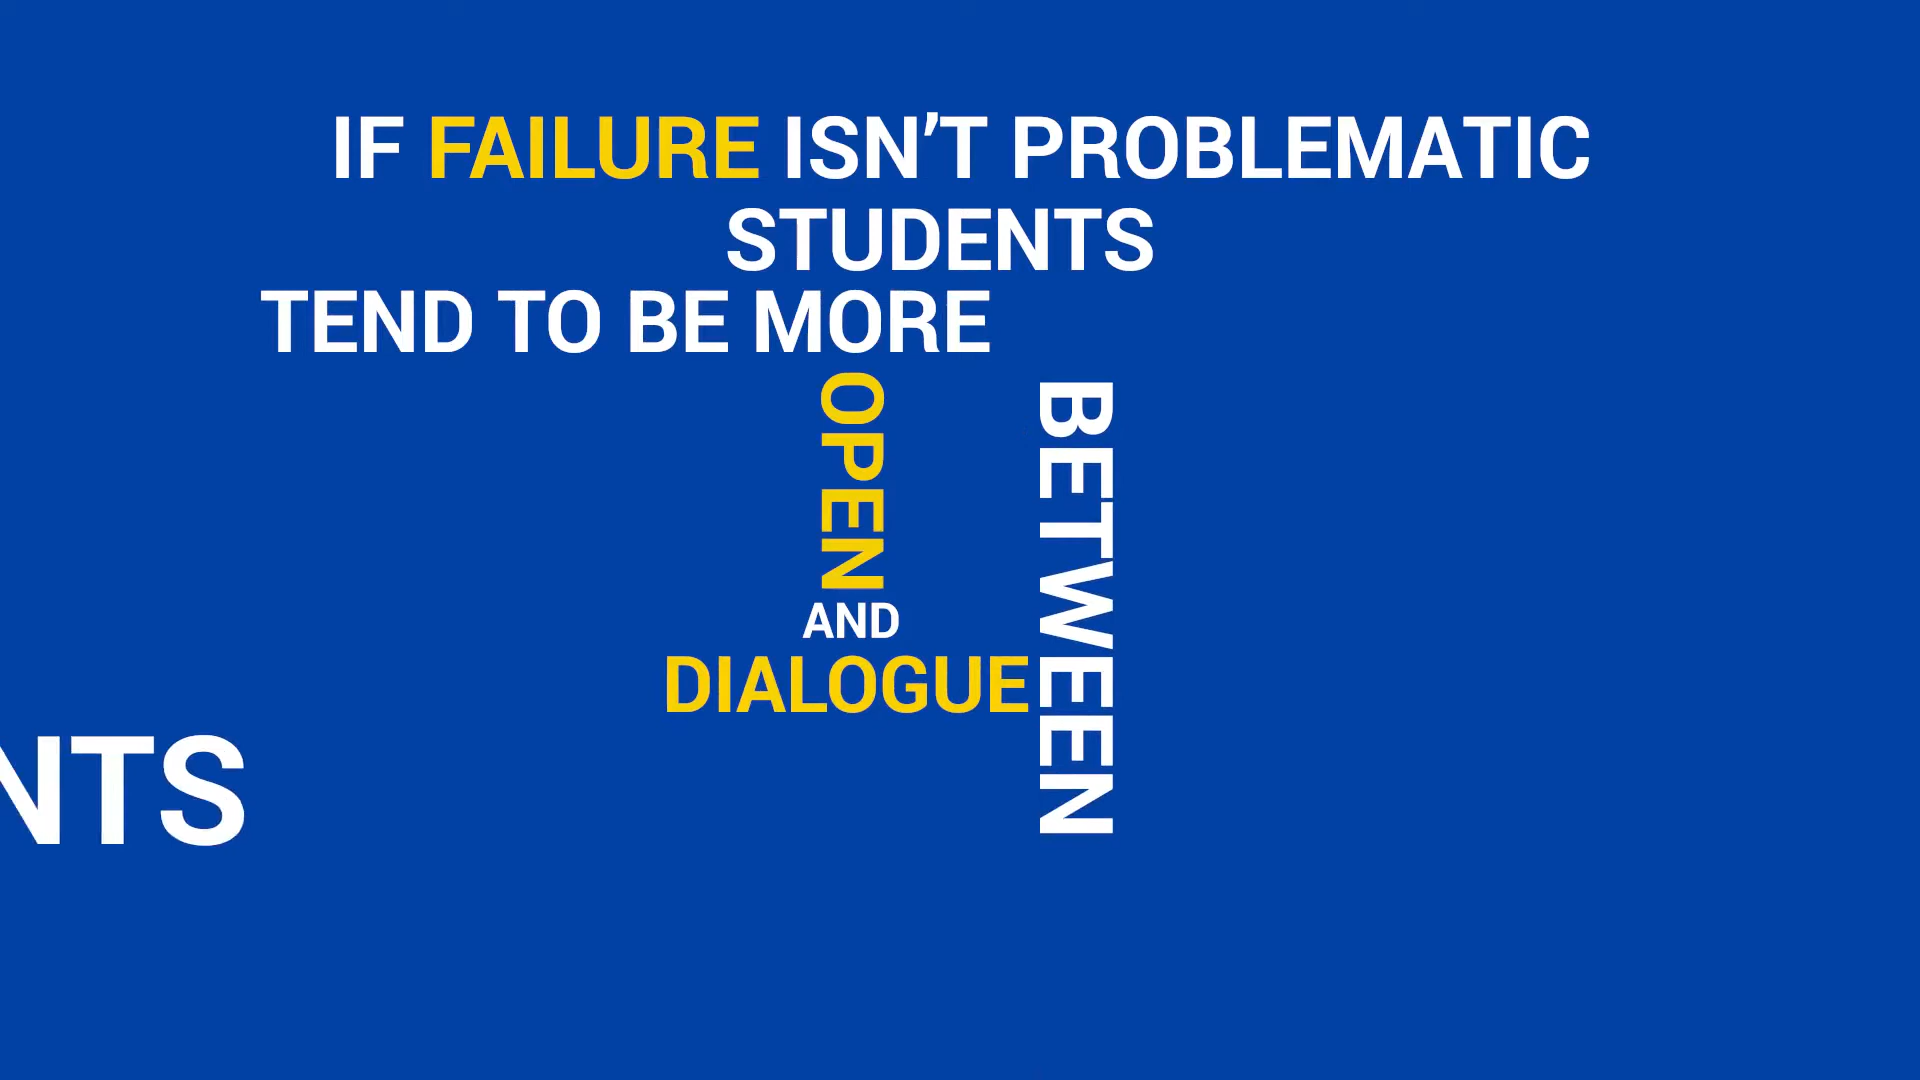 IF FAILURE ISN’T PROBLEMATIC
STUDENTS
TEND TO BE MORE
OPEN
AND
DIALOGUE
BETWEEN
NTS